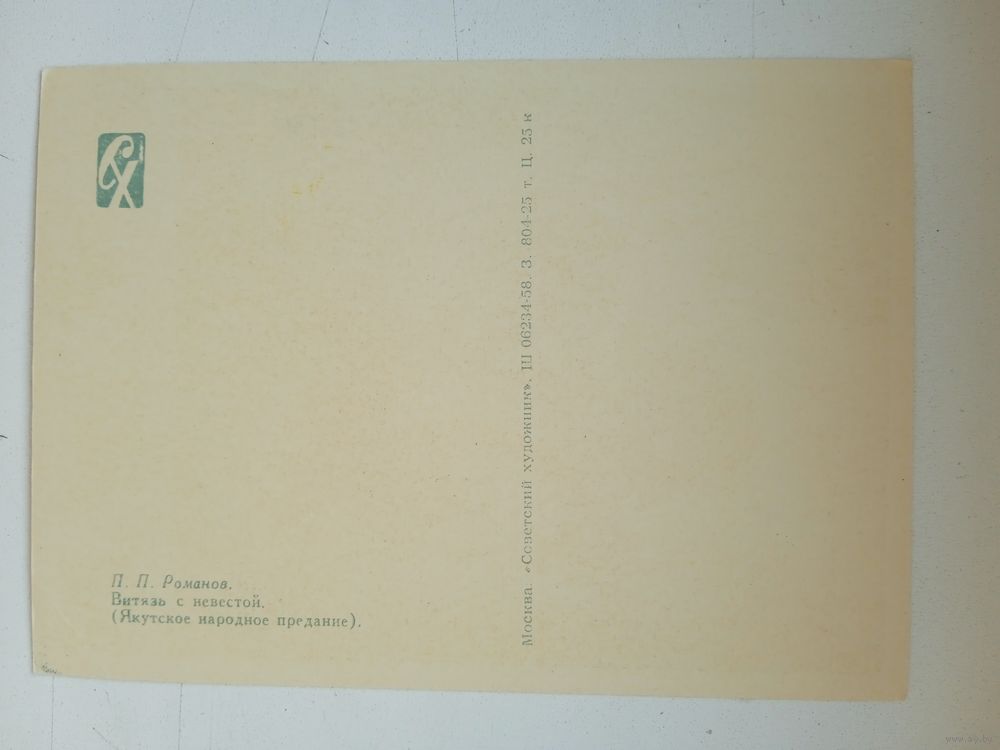 СХ
П. П. Романов.
Витязь с невестой.
(Якутское народное предание).
Москва. «Советский художник». Ш 06234-58. З. 804-25 т. Ц. 25 к